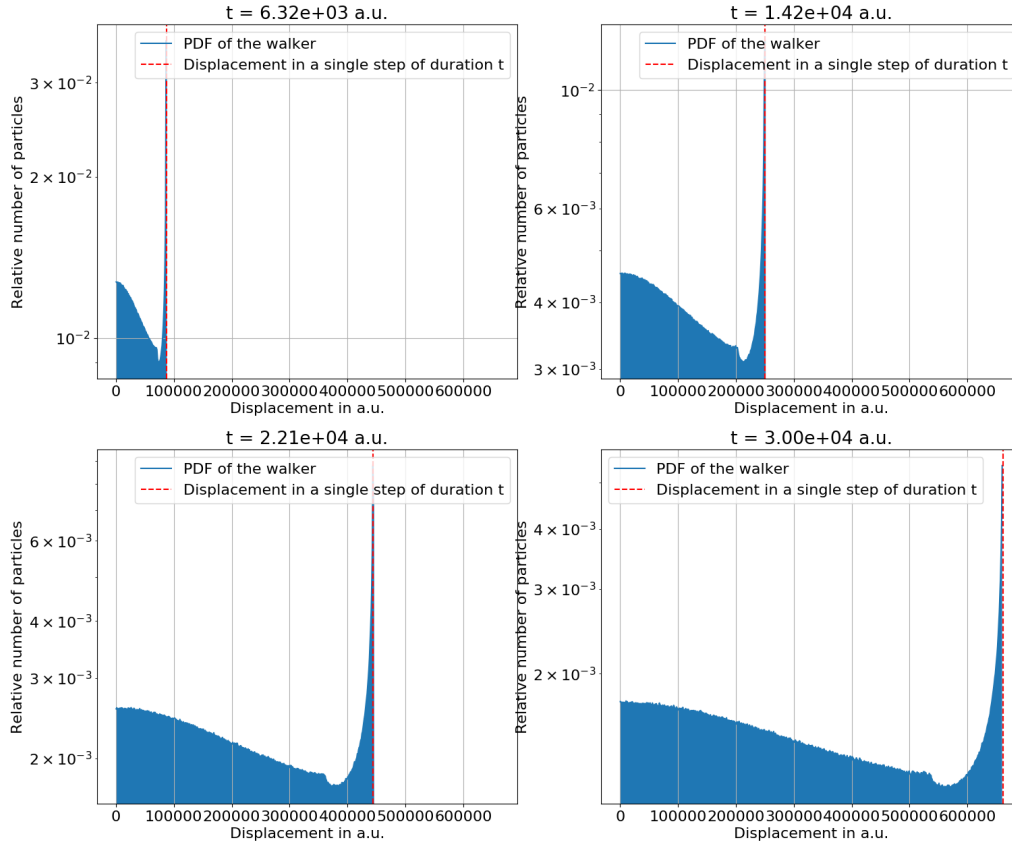 t = 6.32e+03 a.u.
PDF of the walker
Displacement in a single step of duration t
Relative number of particles
3 × 10⁻²
2 × 10⁻²
10⁻²
0 100000 200000 300000 400000 500000 600000
Displacement in a.u.
t = 1.42e+04 a.u.
PDF of the walker
Displacement in a single step of duration t
Relative number of particles
10⁻²
6 × 10⁻³
4 × 10⁻³
3 × 10⁻³
0 100000 200000 300000 400000 500000 600000
Displacement in a.u.
t = 2.21e+04 a.u.
PDF of the walker
Displacement in a single step of duration t
Relative number of particles
6 × 10⁻³
4 × 10⁻³
3 × 10⁻³
2 × 10⁻³
0 100000 200000 300000 400000 500000 600000
Displacement in a.u.
t = 3.00e+04 a.u.
PDF of the walker
Displacement in a single step of duration t
Relative number of particles
4 × 10⁻³
3 × 10⁻³
2 × 10⁻³
0 100000 200000 300000 400000 500000 600000
Displacement in a.u.